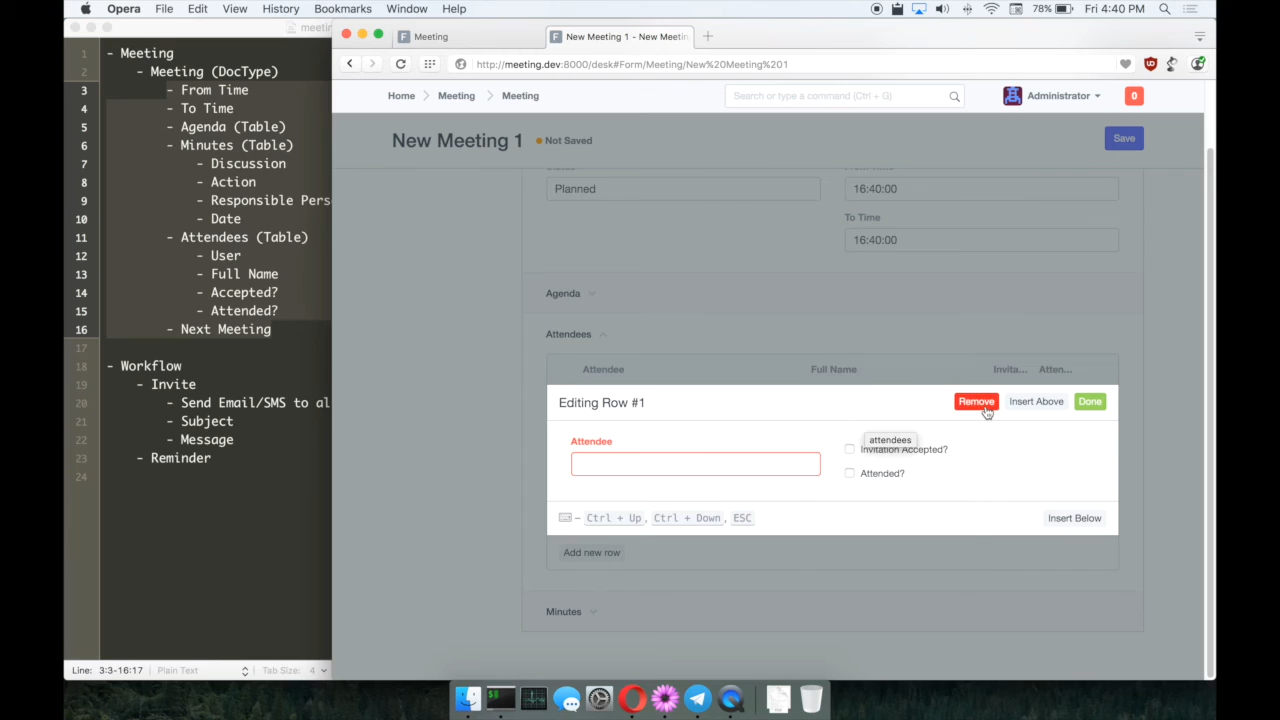 Opera File Edit View History Bookmarks Window Help 78% Fri 4:40 PM
meetin
1 - Meeting
2 - Meeting (DocType)
3 - From Time
4 - To Time
5 - Agenda (Table)
6 - Minutes (Table)
7 - Discussion
8 - Action
9 - Responsible Pers
10 - Date
11 - Attendees (Table)
12 - User
13 - Full Name
14 - Accepted?
15 - Attended?
16 - Next Meeting
17
18 - Workflow
19 - Invite
20 - Send Email/SMS to al
21 - Subject
22 - Message
23 - Reminder
24
Line: 3:3-16:17 Plain Text Tab Size: 4
Meeting New Meeting 1 - New Meetin
http://meeting.dev:8000/desk#Form/Meeting/New%20Meeting%201
Home Meeting Meeting Search or type a command (Ctrl + G) Administrator 0
New Meeting 1 Not Saved Save
Planned 16:40:00
To Time
16:40:00
Agenda
Attendees
Attendee Full Name Invita... Atten...
Editing Row #1 Remove Insert Above Done
attendees
Attendee Invitation Accepted?
Attended?
– Ctrl + Up , Ctrl + Down , ESC Insert Below
Add new row
Minutes